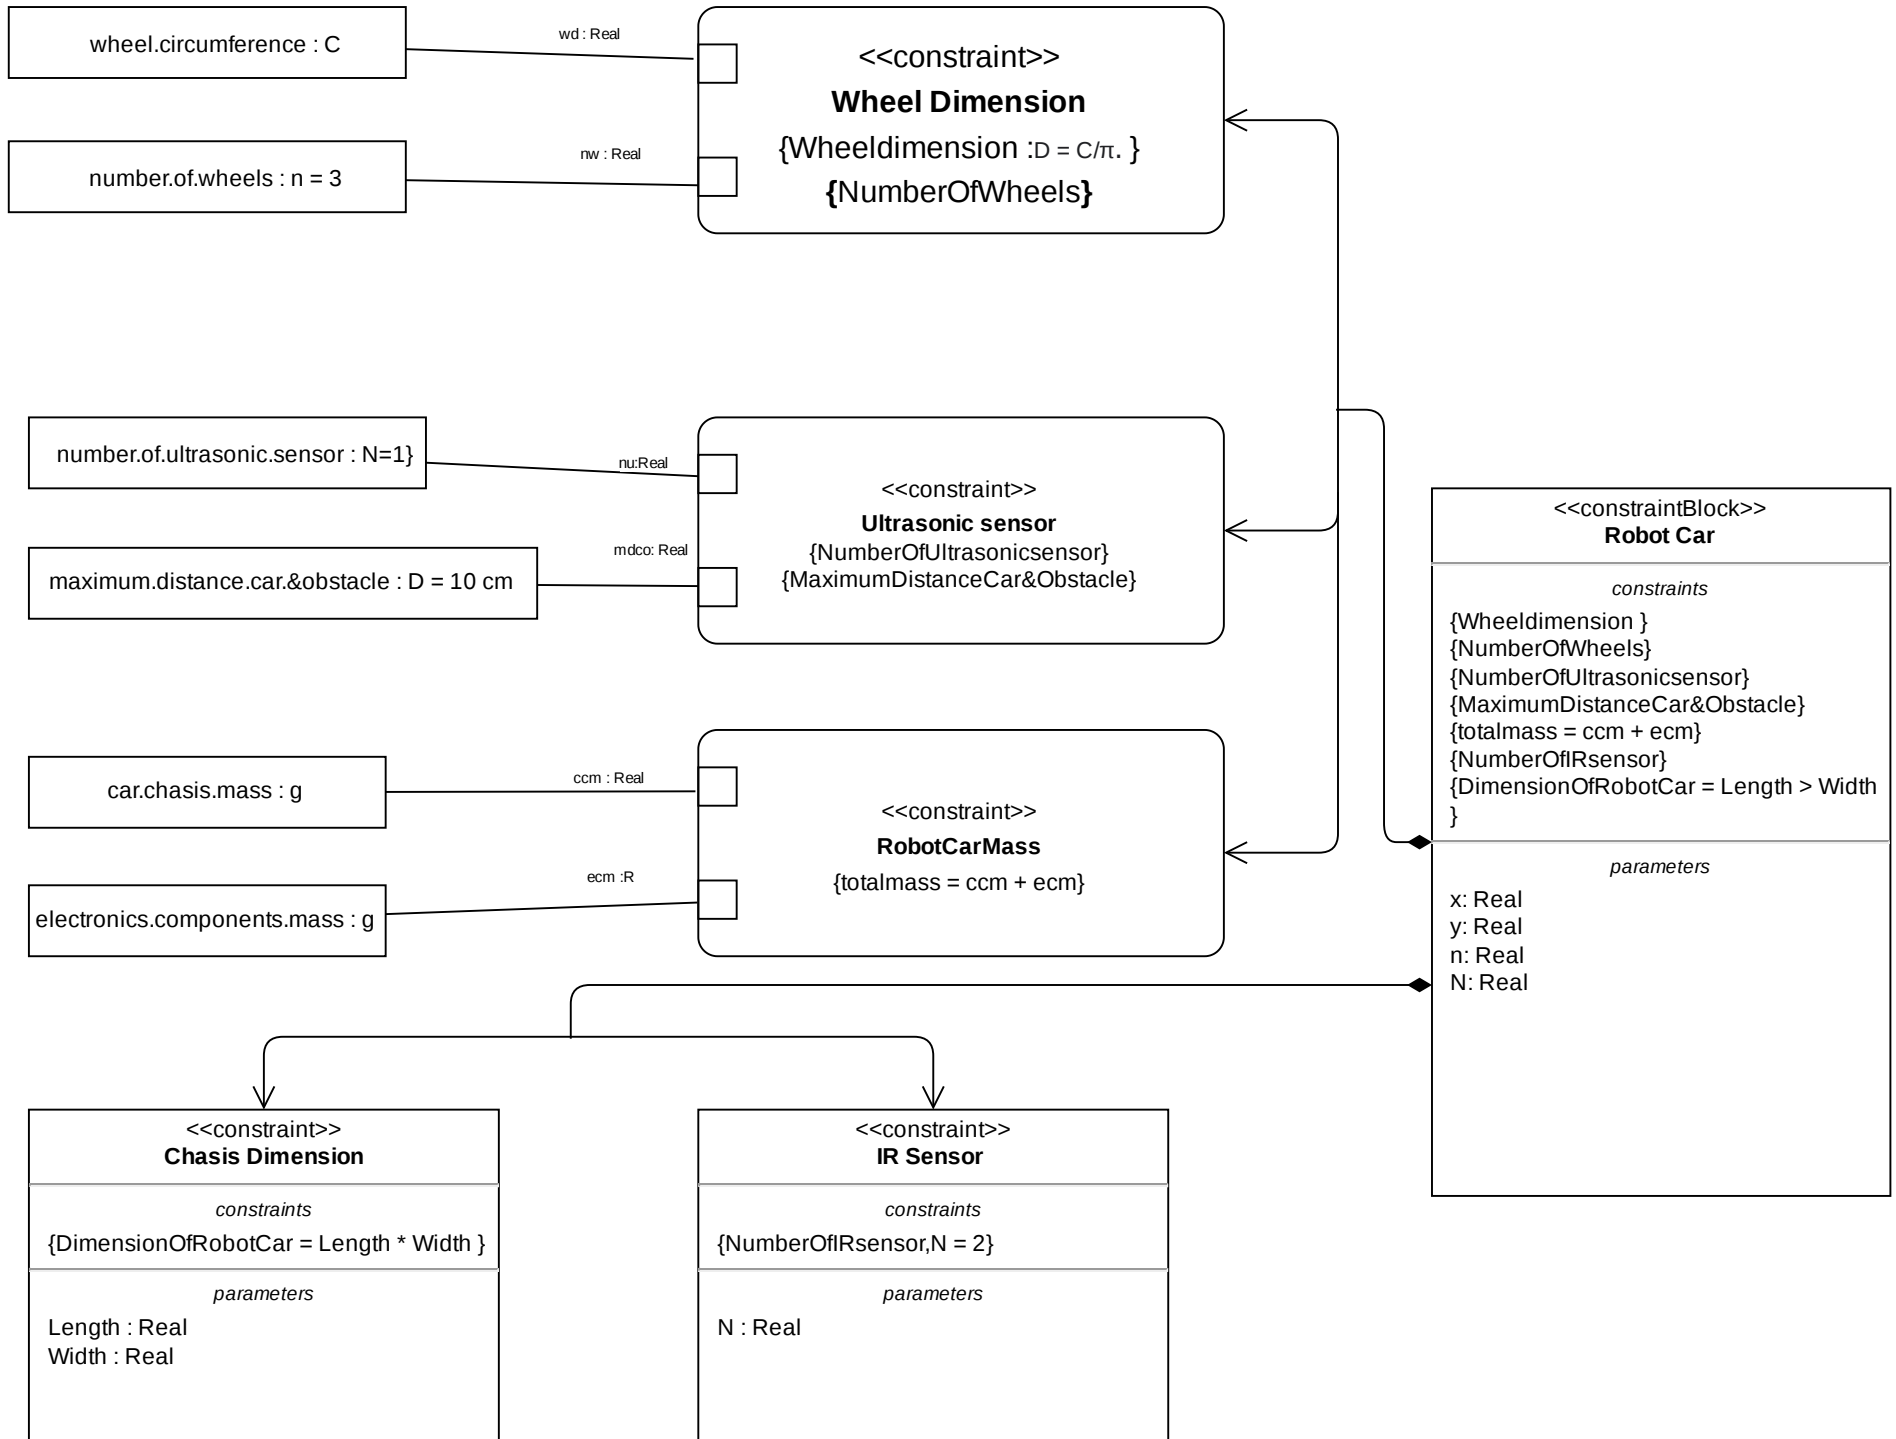 wheel.circumference : C
wd : Real
<<constraint>>
Wheel Dimension
{Wheeldimension :D = C/π. }
{NumberOfWheels}
number.of.wheels : n = 3
nw : Real
number.of.ultrasonic.sensor : N=1}
nu:Real
<<constraint>>
Ultrasonic sensor
{NumberOfUltrasonicsensor}
{MaximumDistanceCar&Obstacle}
maximum.distance.car.&obstacle : D = 10 cm
mdco: Real
car.chasis.mass : g
ccm : Real
<<constraint>>
RobotCarMass
{totalmass = ccm + ecm}
electronics.components.mass : g
ecm :R
<<constraintBlock>>
Robot Car
constraints
{Wheeldimension }
{NumberOfWheels}
{NumberOfUltrasonicsensor}
{MaximumDistanceCar&Obstacle}
{totalmass = ccm + ecm}
{NumberOfIRsensor}
{DimensionOfRobotCar = Length > Width
}
parameters
x: Real
y: Real
n: Real
N: Real
<<constraint>>
Chasis Dimension
constraints
{DimensionOfRobotCar = Length * Width }
parameters
Length : Real
Width : Real
<<constraint>>
IR Sensor
constraints
{NumberOfIRsensor,N = 2}
parameters
N : Real